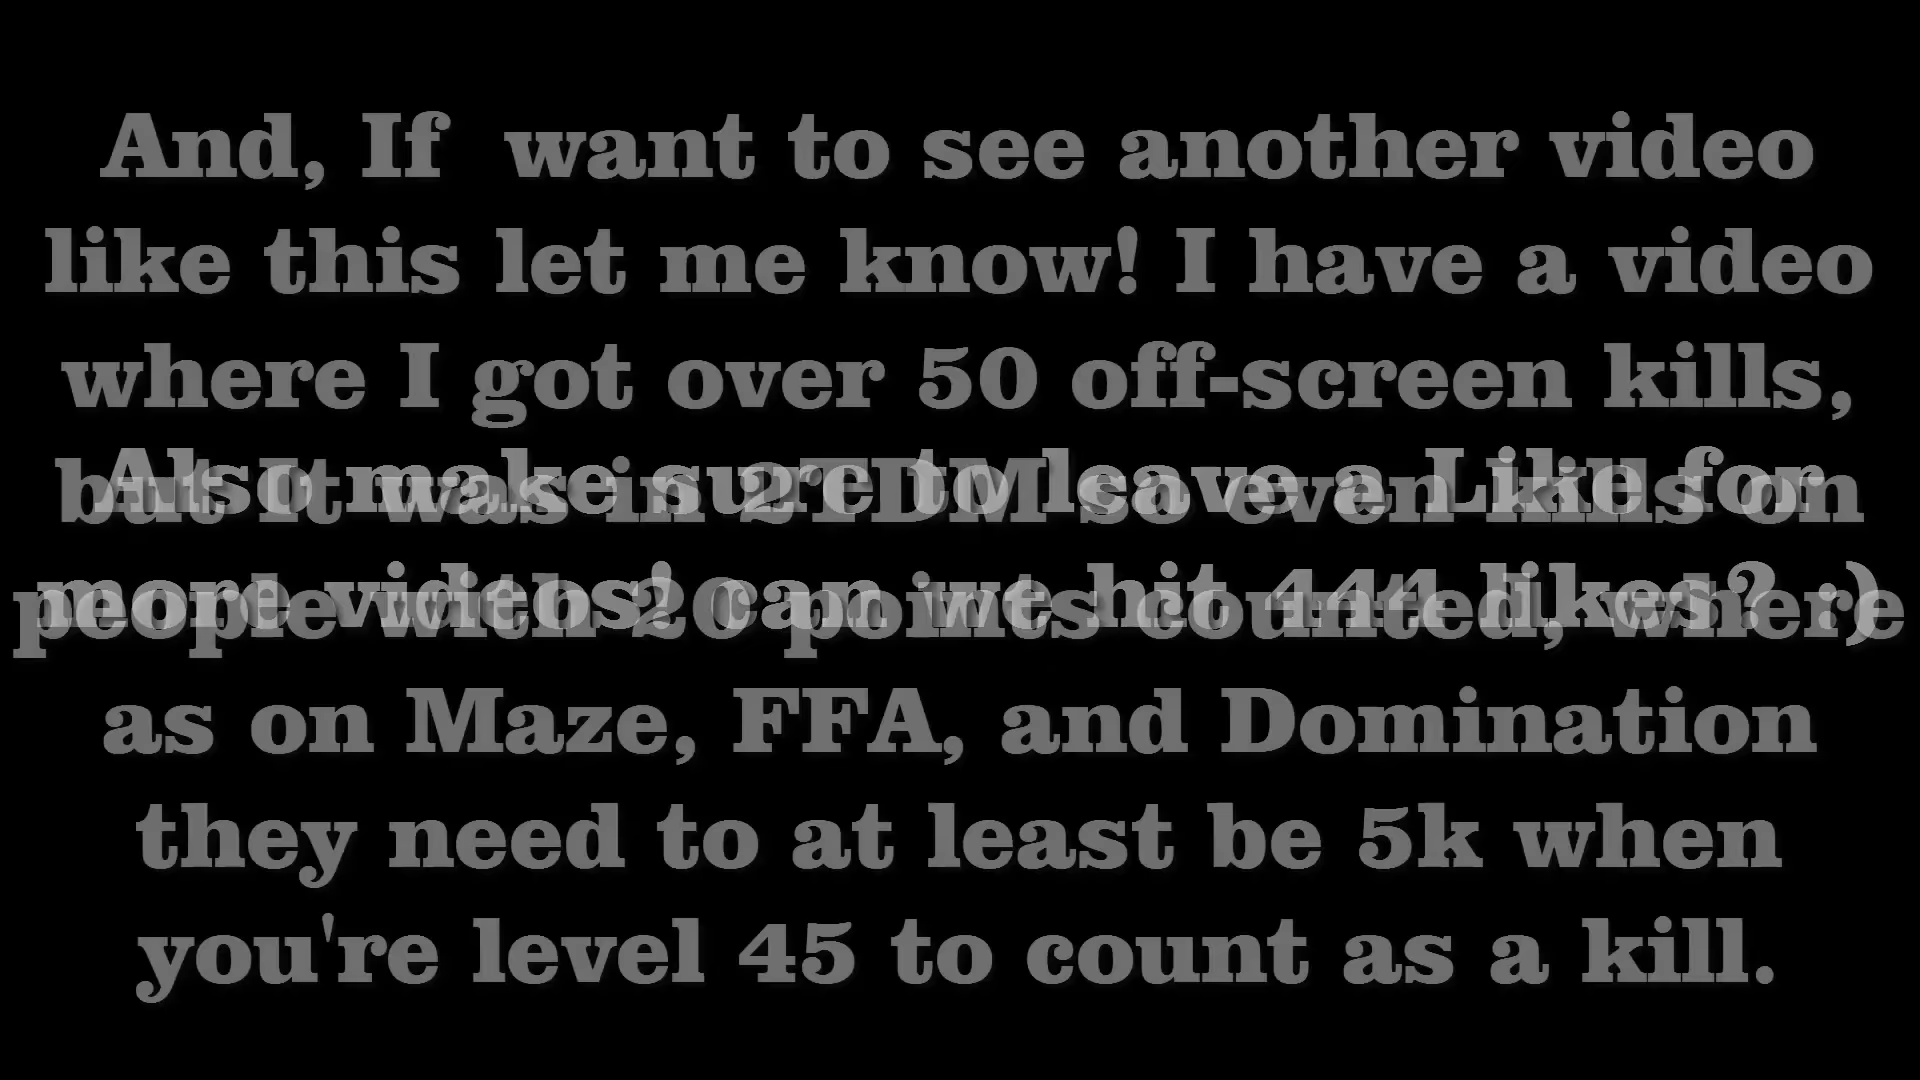 And, If want to see another video
like this let me know! I have a video
where I got over 50 off-screen kills,
but It was in 2TDM so even kills on
people with 20 points counted, where
as on Maze, FFA, and Domination
they need to at least be 5k when
you're level 45 to count as a kill.
Also make sure to leave a Like for
more videos! can we hit 444 likes? :)